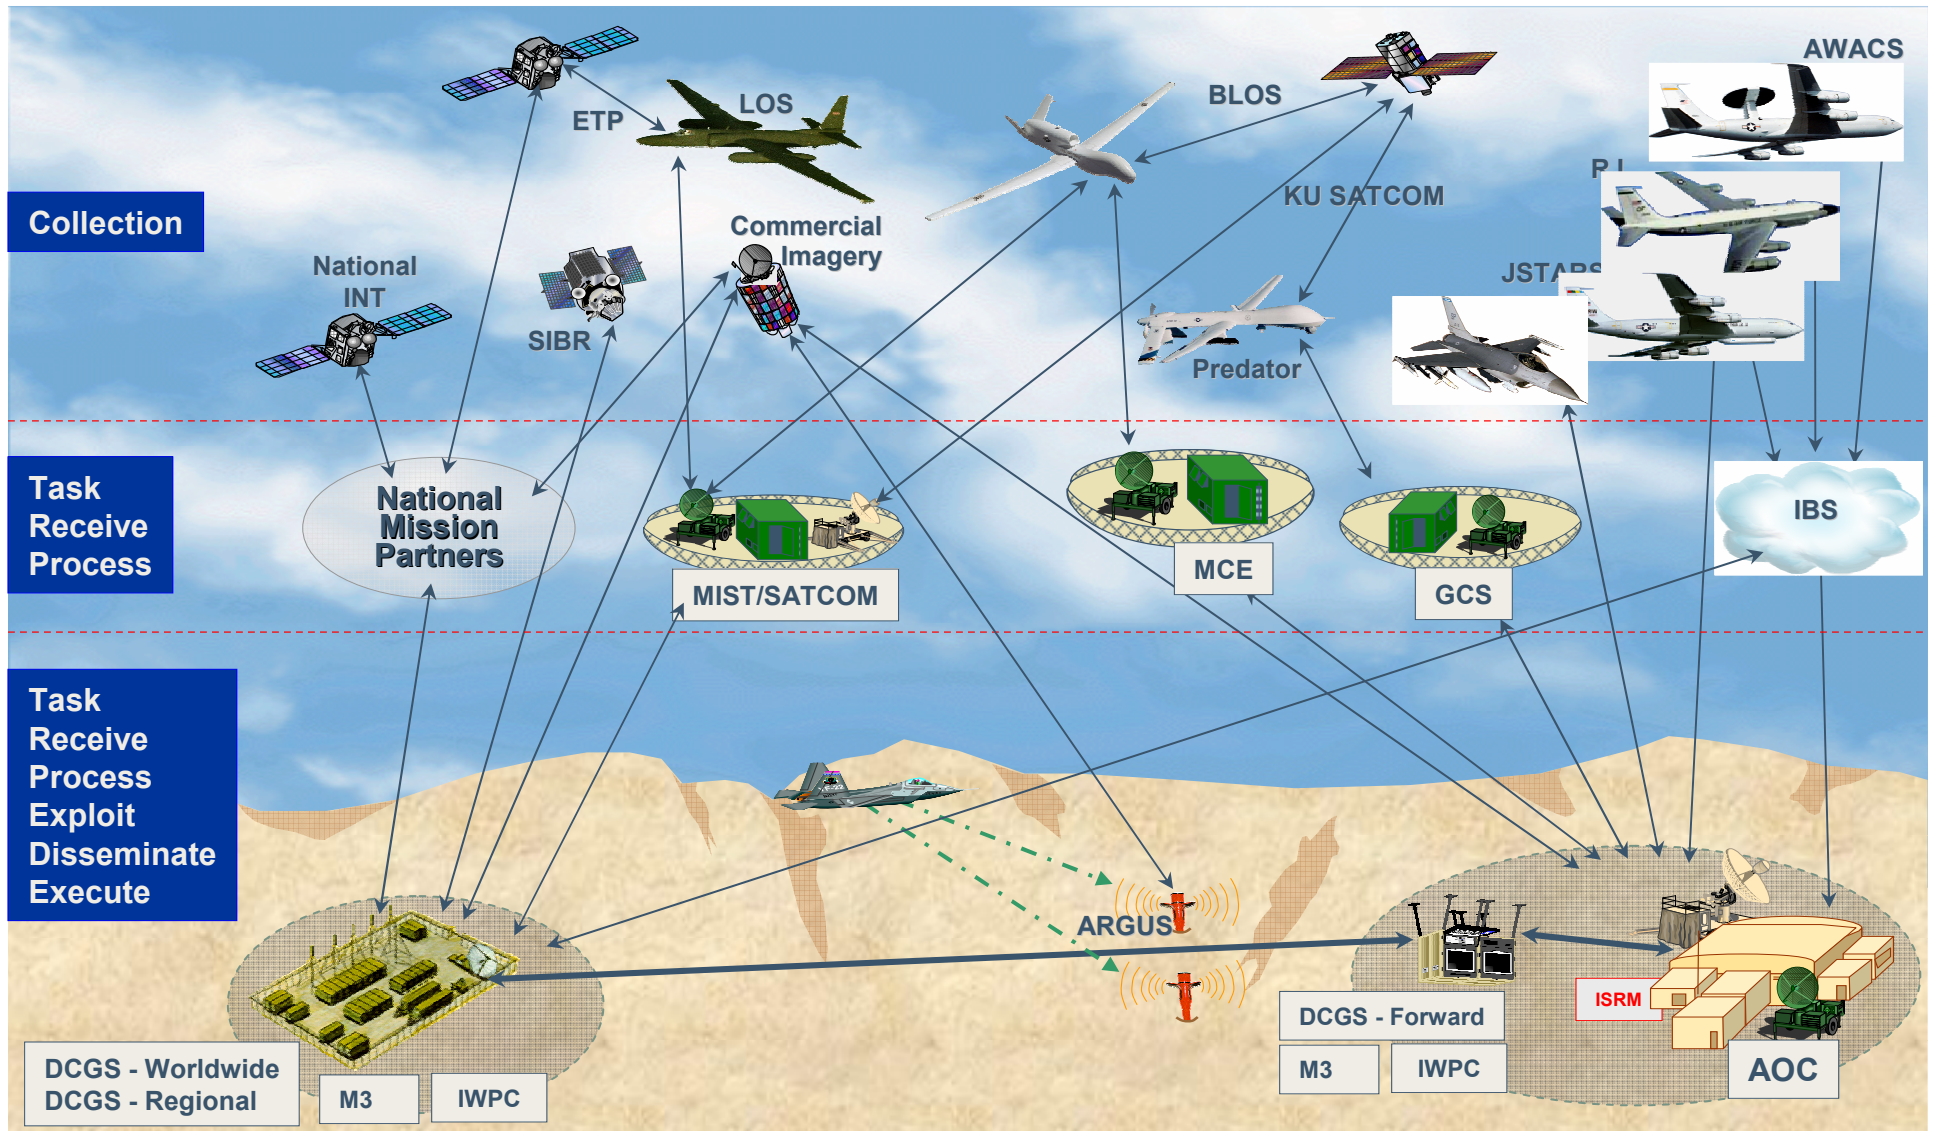 AWACS
LOS
BLOS
ETP
RJ
KU SATCOM
Collection
Commercial
Imagery
National
INT
JSTARS
SIBR
Predator
Task
Receive
Process
National
Mission
Partners
IBS
MCE
MIST/SATCOM
GCS
Task
Receive
Process
Exploit
Disseminate
Execute
ARGUS
ISRM
DCGS - Forward
DCGS - Worldwide
DCGS - Regional
M3
IWPC
M3
IWPC
AOC